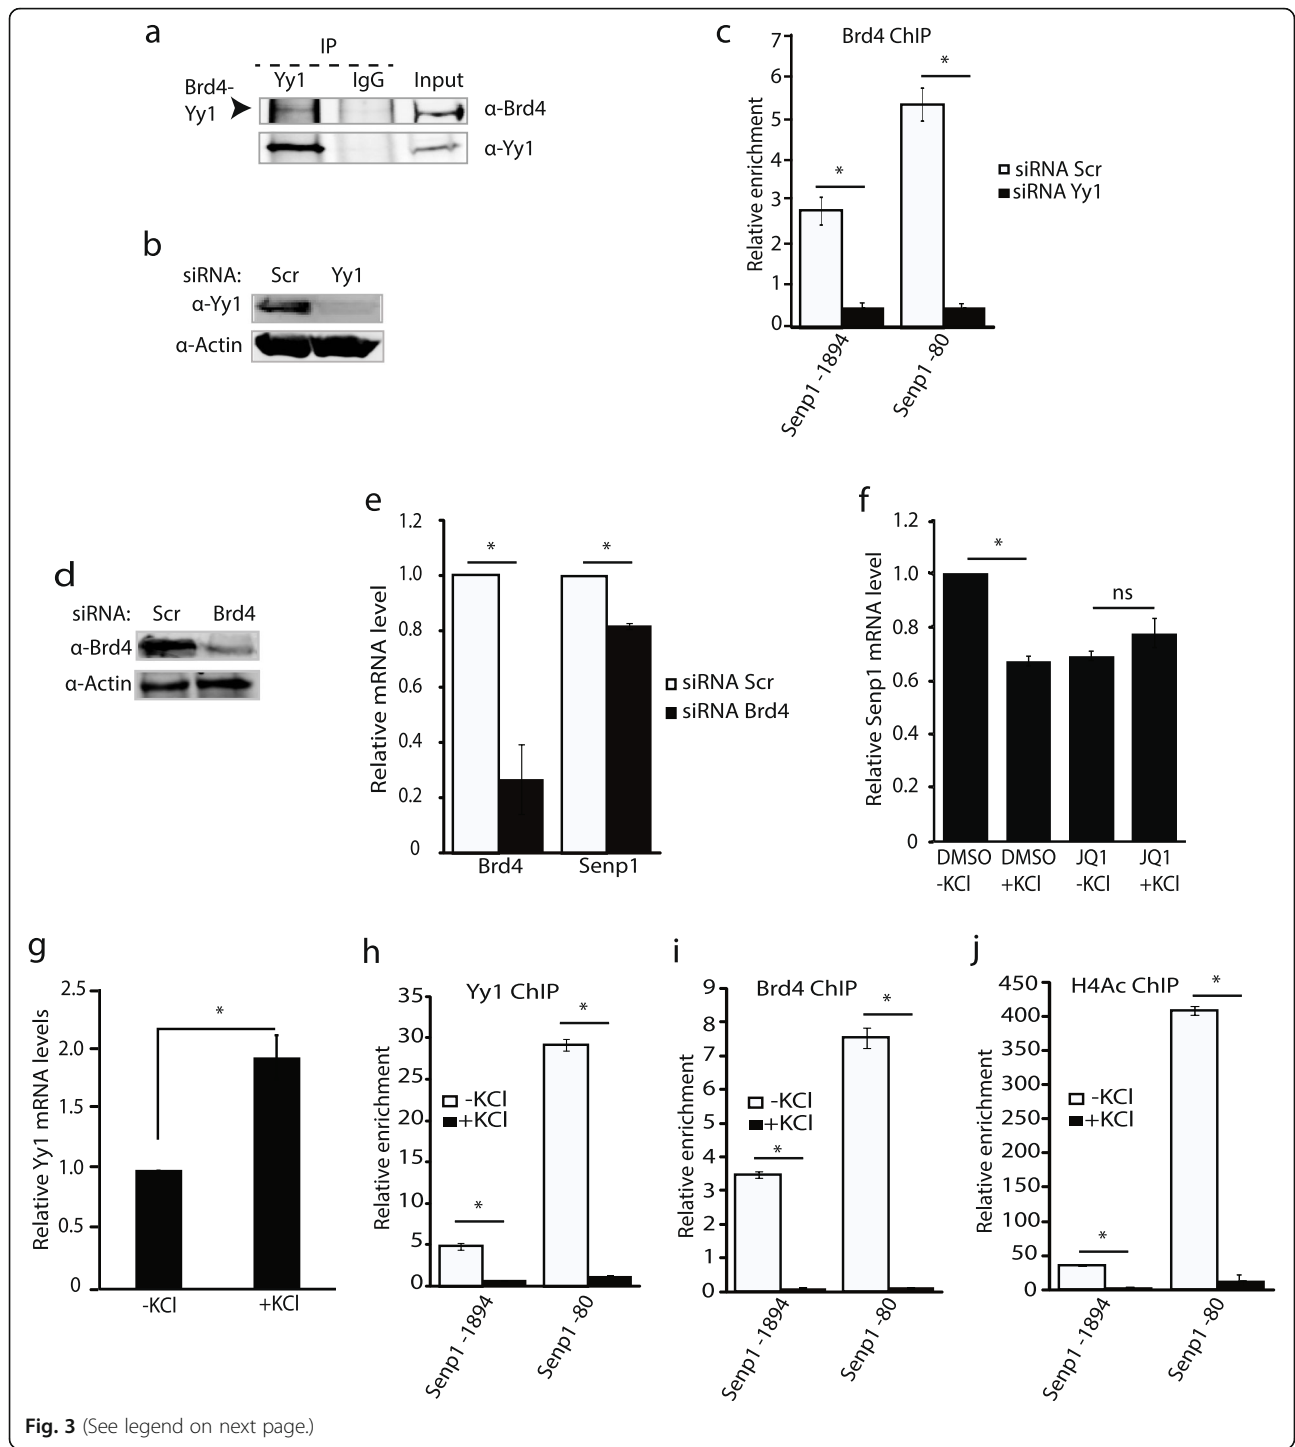 a
IP
Yy1 IgG Input
Brd4-
Yy1
α-Brd4
α-Yy1
b
siRNA: Scr Yy1
α-Yy1
α-Actin
c
Brd4 ChIP
Relative enrichment
7
6
5
4
3
2
1
0
*
*
siRNA Scr
siRNA Yy1
Senp1 -1894
Senp1 -80
d
siRNA: Scr Brd4
α-Brd4
α-Actin
e
Relative mRNA level
1.2
1.0
0.8
0.6
0.4
0.2
0
*
*
siRNA Scr
siRNA Brd4
Brd4
Senp1
f
Relative Senp1 mRNA level
1.2
1.0
0.8
0.6
0.4
0.2
0
*
ns
DMSO DMSO JQ1 JQ1
-KCl +KCl -KCl +KCl
g
Relative Yy1 mRNA levels
2.5
2.0
1.5
1.0
0.5
0
*
-KCl
+KCl
h
Yy1 ChIP
Relative enrichment
35
30
25
20
15
10
5
0
*
*
-KCl
+KCl
Senp1 -1894
Senp1 -80
i
Brd4 ChIP
Relative enrichment
9
8
7
6
5
4
3
2
1
0
*
*
-KCl
+KCl
Senp1 -1894
Senp1 -80
j
H4Ac ChIP
Relative enrichment
450
400
350
300
250
200
150
100
50
0
*
*
-KCl
+KCl
Senp1 -1894
Senp1 -80
Fig. 3 (See legend on next page.)